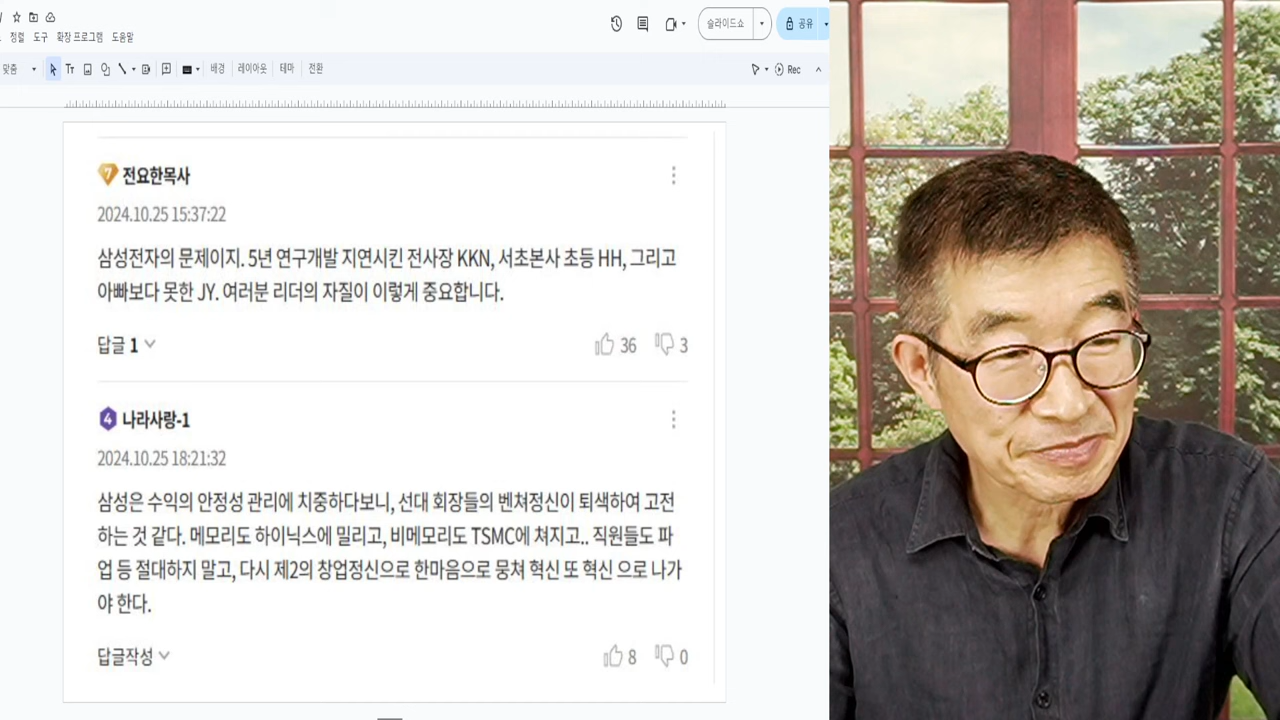 정렬 도구 확장 프로그램 도움말
슬라이드쇼
공유
맞춤
Tr
배경
레이아웃
테마
전환
Rec
7 전요한목사
2024.10.25 15:37:22
삼성전자의 문제이지. 5년 연구개발 지연시킨 전사장 KKN, 서초본사 초등 HH, 그리고
아빠보다 못한 JY. 여러분 리더의 자질이 이렇게 중요합니다.
답글 1
36
3
4 나라사랑-1
2024.10.25 18:21:32
삼성은 수익의 안정성 관리에 치중하다보니, 선대 회장들의 벤쳐정신이 퇴색하여 고전
하는 것 같다. 메모리도 하이닉스에 밀리고, 비메모리도 TSMC에 쳐지고.. 직원들도 파
업 등 절대하지 말고, 다시 제2의 창업정신으로 한마음으로 뭉쳐 혁신 또 혁신 으로 나가
야 한다.
답글작성
8
0